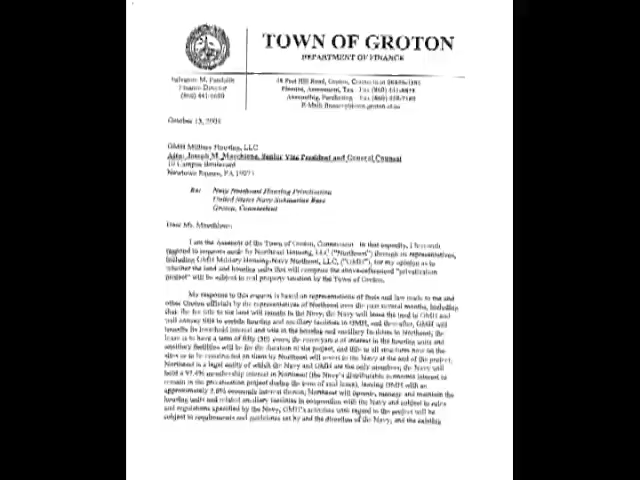 TOWN OF GROTON
DEPARTMENT OF FINANCE
Finance Director
October 13,
GMH Military Housing, LLC
Attn: Joseph M. Macchione, Senior Vice President and General Counsel
Campus Boulevard
Newtown Square, PA
Re: Navy Northeast Housing Privatization
United States Navy Submarine Base
Groton, Connecticut
Dear Mr. Macchione:
I am the Assessor of the Town of Groton, Connecticut. In that capacity, I herewith
respond to requests made by Northeast Housing, LLC ("Northeast") through its representatives,
including GMH Military Housing-Navy Northeast, LLC, ("GMH"), for my opinion as to
whether the land and housing units that will comprise the above-referenced "privatization
project" will be subject to real property taxation by the Town of Groton.
My response to this request is based on representations of facts and law made to me and
other Groton officials by the representatives of Northeast over the past several months, including
that the fee title to the land will remain in the Navy, the Navy will lease the land to GMH and
will convey title to certain housing and ancillary facilities to GMH, and thereafter, GMH will
transfer its leasehold interest and title in the housing and ancillary facilities to Northeast, the
lease is to have a term of fifty (50) years, the conveyance of interest in the housing units and
ancillary facilities will be for the duration of the project, and title to all structures now on the
sites or to be constructed on them by Northeast will revert to the Navy at the end of the project,
Northeast is a legal entity of which the Navy and GMH are the only members, the Navy will
hold a 97.4% membership interest in Northeast (the Navy's distributable economic interest to
remain in the privatization project during the term of said lease), leaving GMH with an
approximately 2.6% economic interest therein, Northeast will operate, manage and maintain the
housing units and related ancillary facilities in cooperation with the Navy and subject to rules
and regulations specified by the Navy, GMH's activities with regard to the project will be
subject to requirements and guidelines set by and the direction of the Navy, and the existing